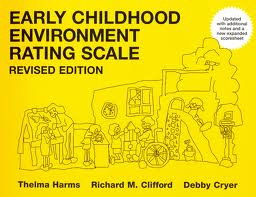 EARLY CHILDHOOD
ENVIRONMENT
RATING SCALE
REVISED EDITION
Updated
with additional
notes and a
new expanded
scoresheet
Thelma Harms Richard M. Clifford Debby Cryer